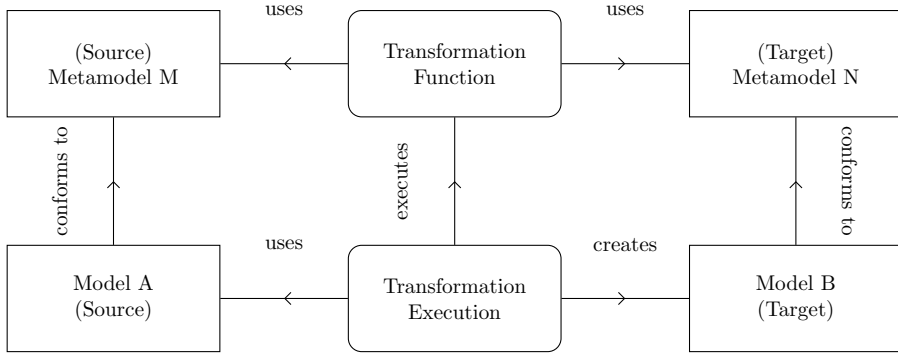 uses
uses
(Source)
Metamodel M
Transformation
Function
(Target)
Metamodel N
conforms to
executes
conforms to
uses
creates
Model A
(Source)
Transformation
Execution
Model B
(Target)